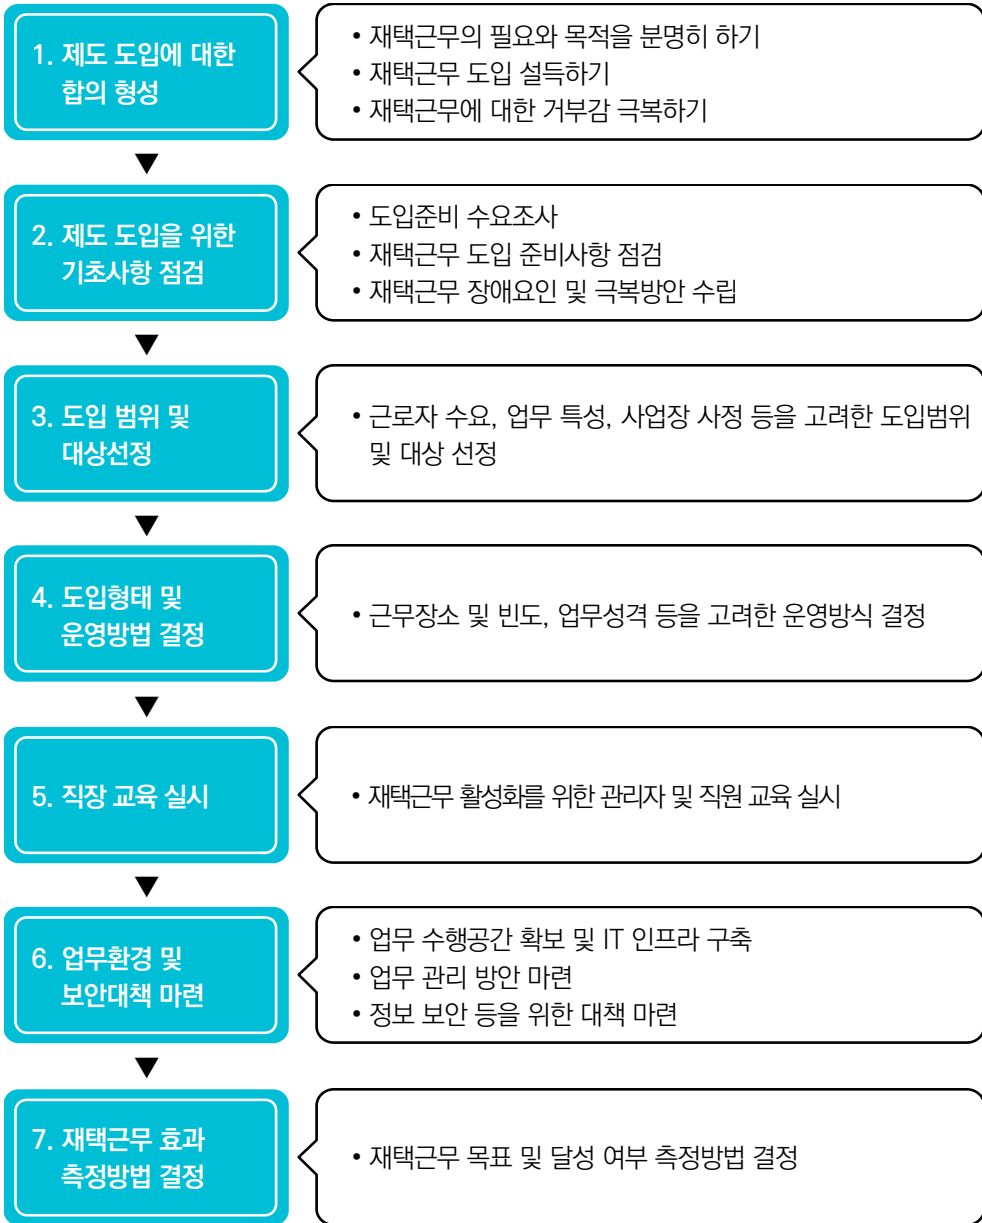 1. 제도 도입에 대한
합의 형성
• 재택근무의 필요와 목적을 분명히 하기
• 재택근무 도입 설득하기
• 재택근무에 대한 거부감 극복하기
▼
2. 제도 도입을 위한
기초사항 점검
• 도입준비 수요조사
• 재택근무 도입 준비사항 점검
• 재택근무 장애요인 및 극복방안 수립
▼
3. 도입 범위 및
대상선정
• 근로자 수요, 업무 특성, 사업장 사정 등을 고려한 도입범위
및 대상 선정
▼
4. 도입형태 및
운영방법 결정
• 근무장소 및 빈도, 업무성격 등을 고려한 운영방식 결정
▼
5. 직장 교육 실시
• 재택근무 활성화를 위한 관리자 및 직원 교육 실시
▼
6. 업무환경 및
보안대책 마련
• 업무 수행공간 확보 및 IT 인프라 구축
• 업무 관리 방안 마련
• 정보 보안 등을 위한 대책 마련
▼
7. 재택근무 효과
측정방법 결정
• 재택근무 목표 및 달성 여부 측정방법 결정